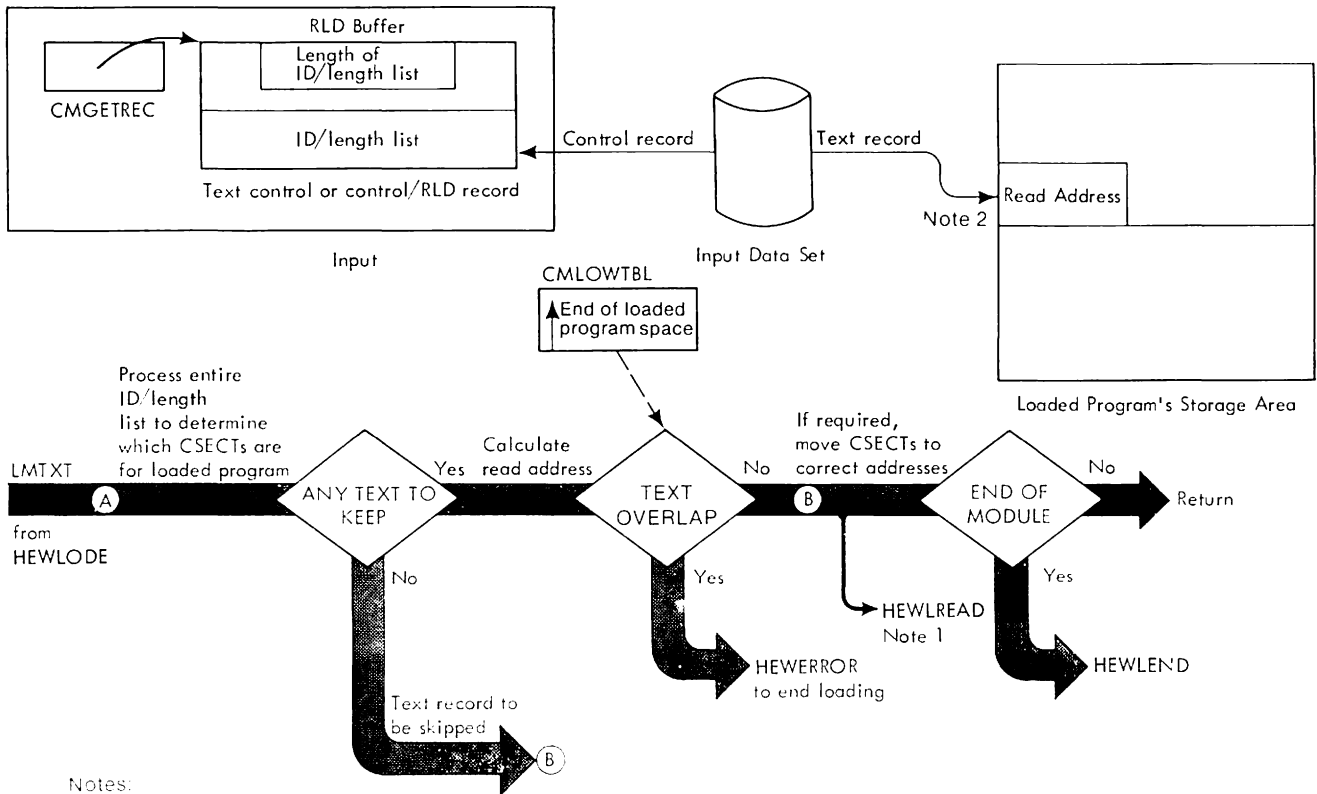 RLD Buffer
Length of
ID/length list
CMGETREC
ID/length list
Text control or control/RLD record
Input
Control record
Text record
Input Data Set
Note 2
Read Address
Loaded Program's Storage Area
CMLOWTBL
End of loaded
program space
Process entire
ID/length
list to determine
which CSECTs are
for loaded program
LMTXT
A
from
HEWLODE
ANY TEXT TO
KEEP
Yes
Calculate
read address
No
Text record to
be skipped
B
TEXT
OVERLAP
No
Yes
HEWERROR
to end loading
If required,
move CSECTs to
correct addresses
B
HEWLREAD
Note 1
END OF
MODULE
No
Return
Yes
HEWLEND
Notes: